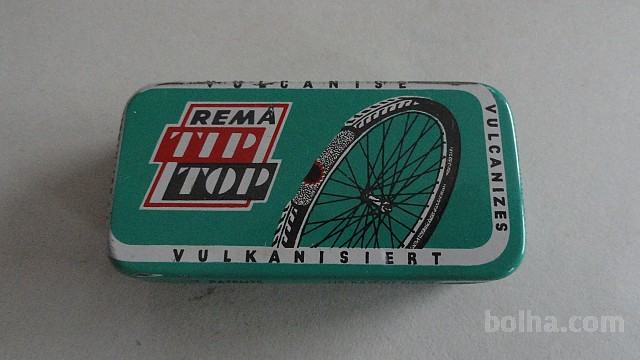 VULCANISE
REMA
TIP
TOP
VULCANIZES
VULKANISIERT
bolha.com